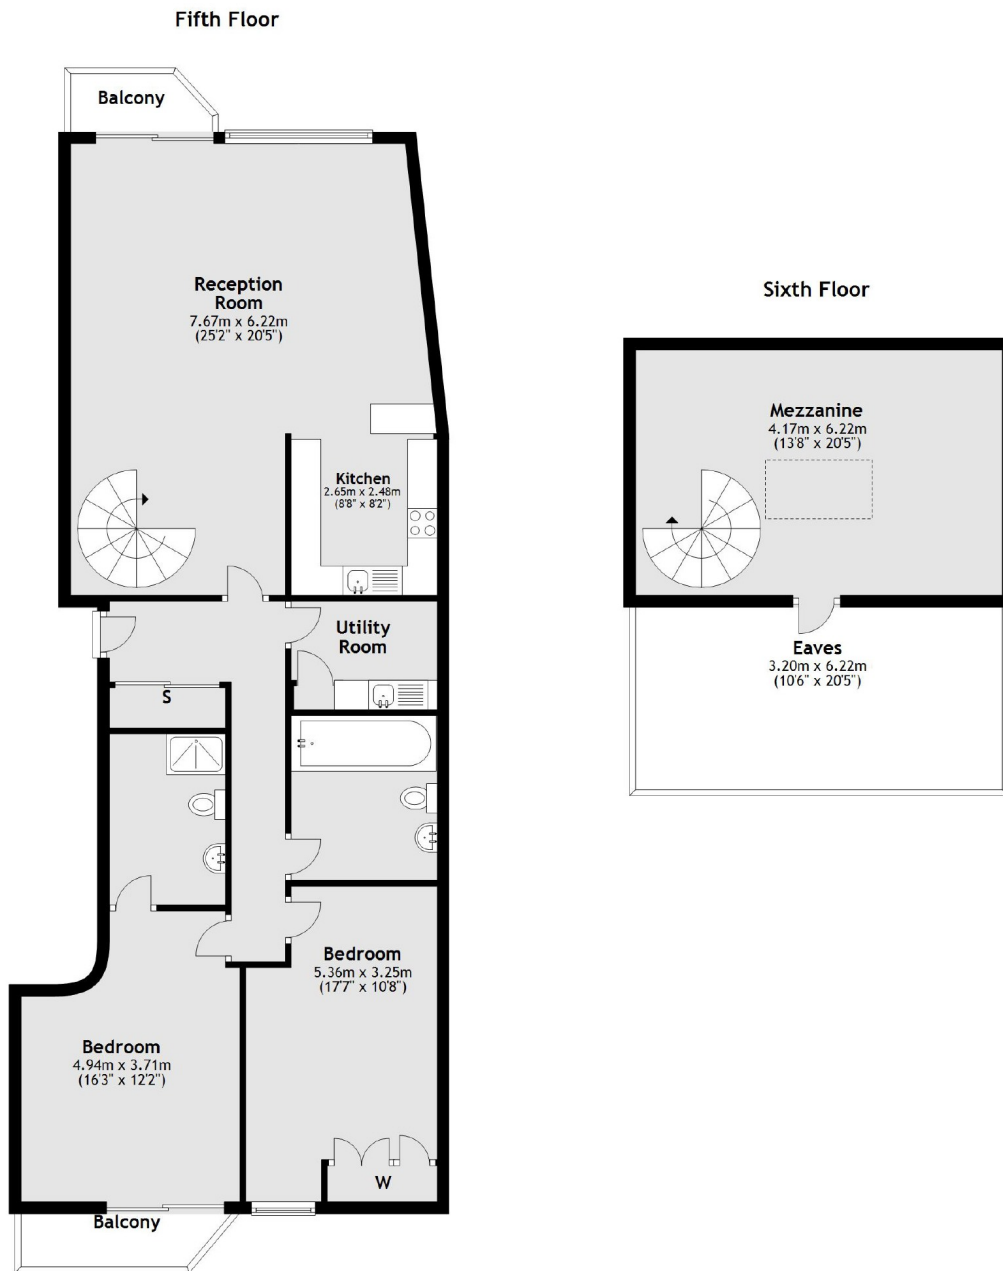 Fifth Floor
Balcony
Reception
Room
7.67m x 6.22m
(25'2" x 20'5")
Kitchen
2.65m x 2.48m
(8'8" x 8'2")
Utility
Room
S
Bedroom
5.36m x 3.25m
(17'7" x 10'8")
Bedroom
4.94m x 3.71m
(16'3" x 12'2")
W
Balcony
Sixth Floor
Mezzanine
4.17m x 6.22m
(13'8" x 20'5")
Eaves
3.20m x 6.22m
(10'6" x 20'5")